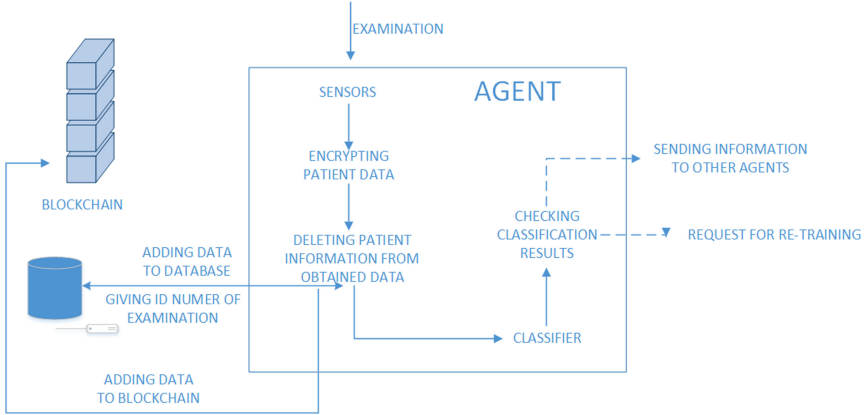 EXAMINATION
AGENT
SENSORS
ENCRYPTING
PATIENT DATA
SENDING INFORMATION
TO OTHER AGENTS
BLOCKCHAIN
CHECKING
CLASSIFICATION
RESULTS
REQUEST FOR RE-TRAINING
DELETING PATIENT
INFORMATION FROM
OBTAINED DATA
ADDING DATA
TO DATABASE
GIVING ID NUMER OF
EXAMINATION
CLASSIFIER
ADDING DATA
TO BLOCKCHAIN